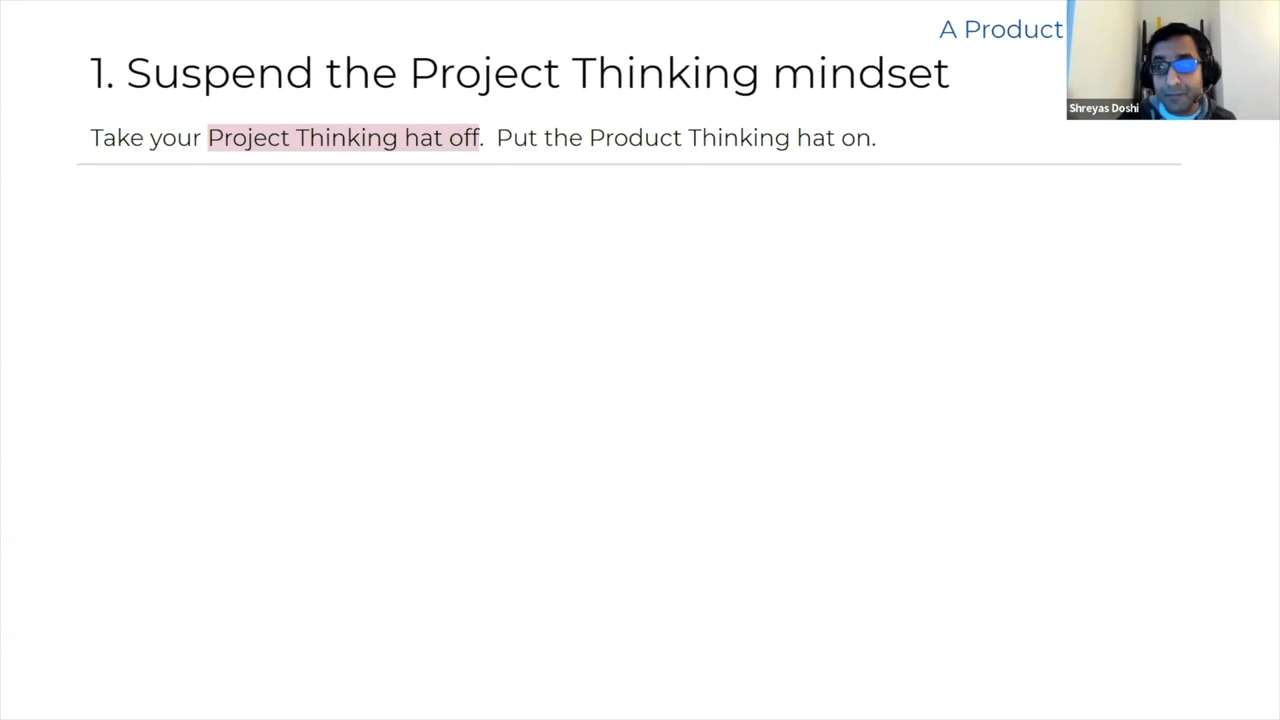 A Product
1. Suspend the Project Thinking mindset
Shreyas Doshi
Take your Project Thinking hat off. Put the Product Thinking hat on.